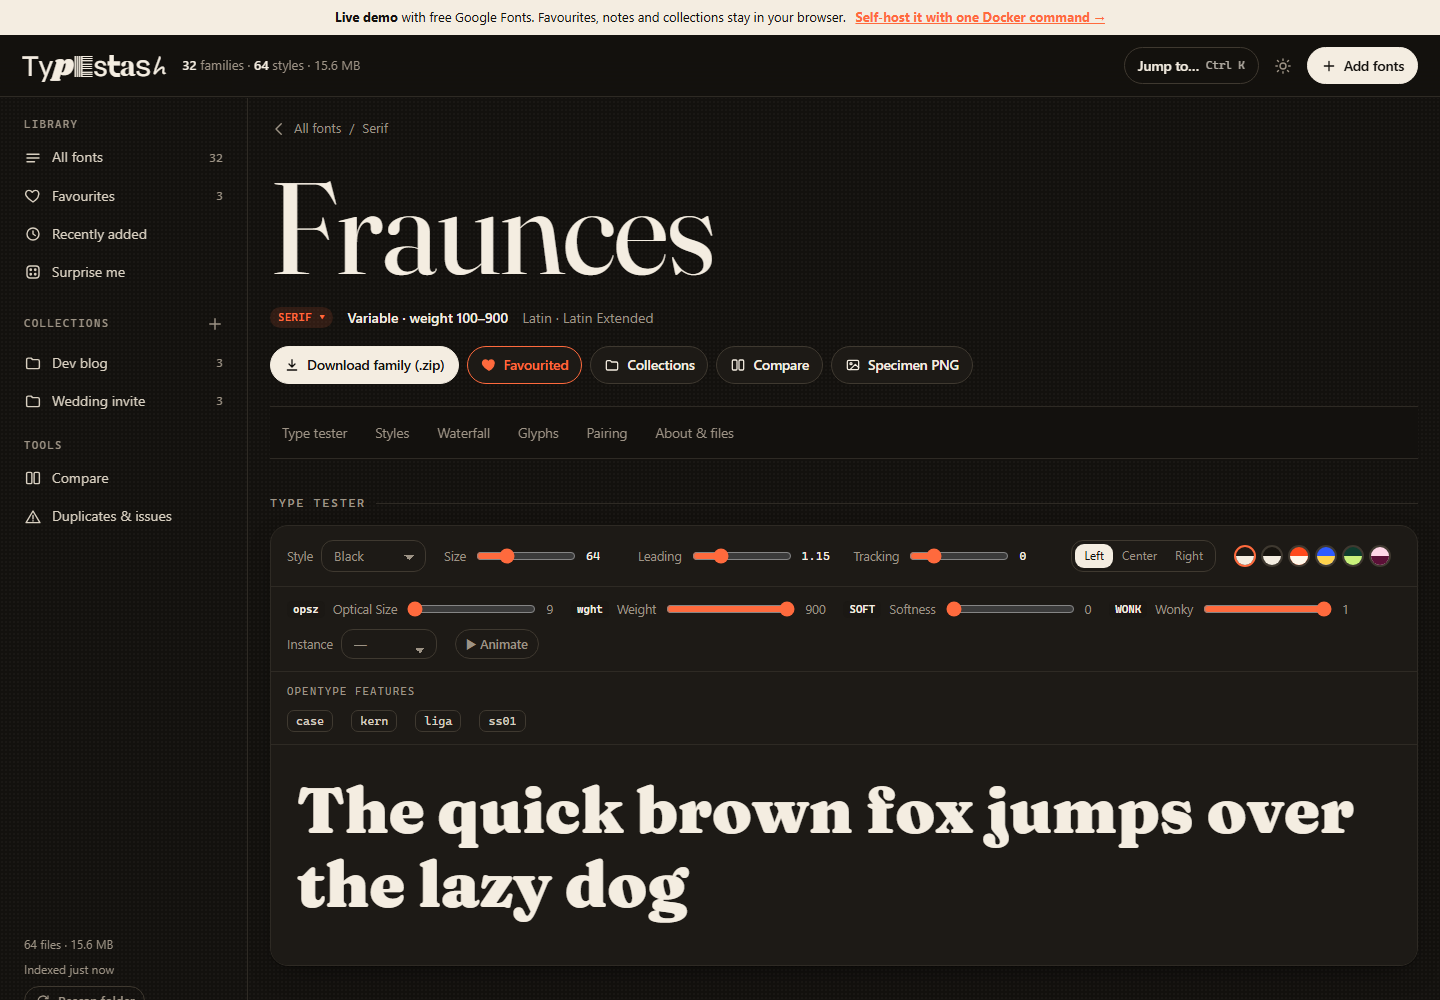 Live demo with free Google Fonts. Favourites, notes and collections stay in your browser. Self-host it with one Docker command →
Typestash
32 families · 64 styles · 15.6 MB
Jump to... Ctrl K
Add fonts
LIBRARY
All fonts 32
Favourites 3
Recently added
Surprise me
COLLECTIONS
Dev blog 3
Wedding invite 3
TOOLS
Compare
Duplicates & issues
64 files · 15.6 MB
Indexed just now
Rescan folder
All fonts / Serif
Fraunces
SERIF Variable · weight 100–900 Latin · Latin Extended
Download family (.zip) Favourited Collections Compare Specimen PNG
Type tester Styles Waterfall Glyphs Pairing About & files
TYPE TESTER
Style Black Size 64 Leading 1.15 Tracking 0 Left Center Right
opsz Optical Size 9 wght Weight 900 SOFT Softness 0 WONK Wonky 1
Instance — Animate
OPENTYPE FEATURES
case kern liga ss01
The quick brown fox jumps over
the lazy dog